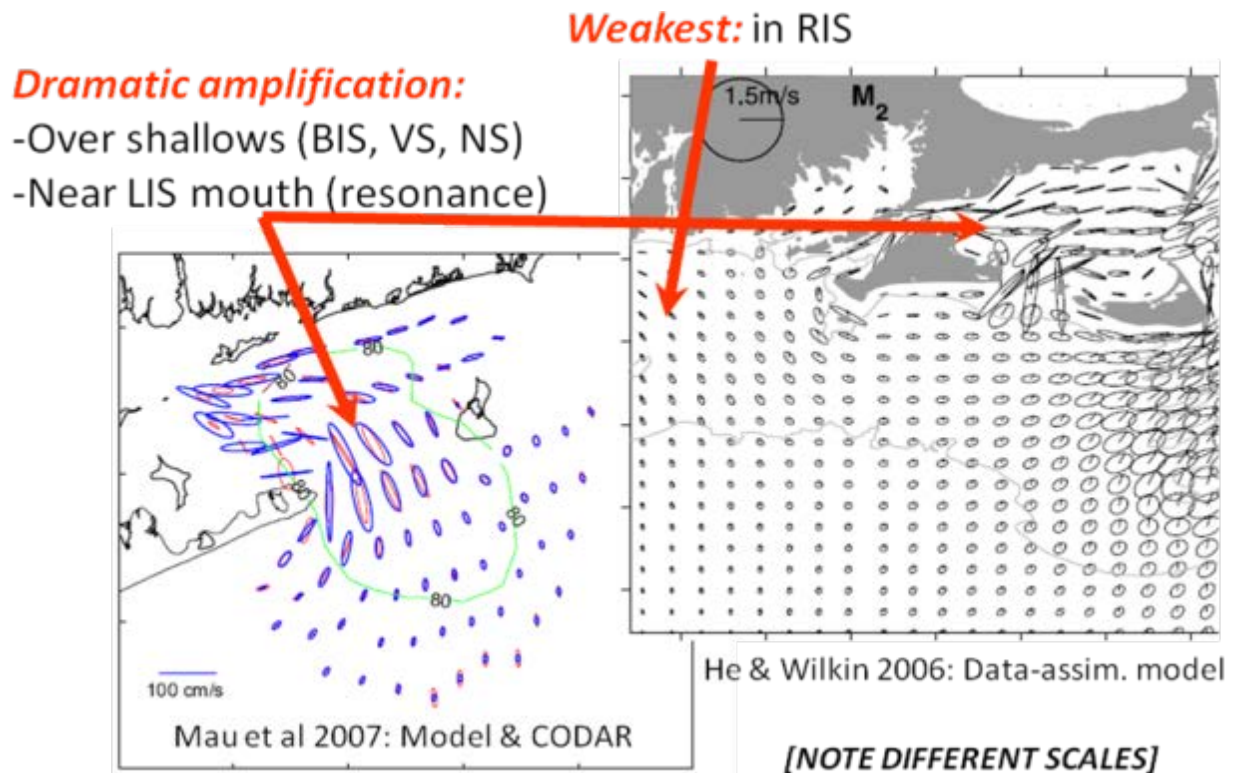 Weakest: in RIS
Dramatic amplification:
-Over shallows (BIS, VS, NS)
-Near LIS mouth (resonance)
1.5m/s M2
80
80
80
80
80
100 cm/s
Mau et al 2007: Model & CODAR
He & Wilkin 2006: Data-assim. model
[NOTE DIFFERENT SCALES]